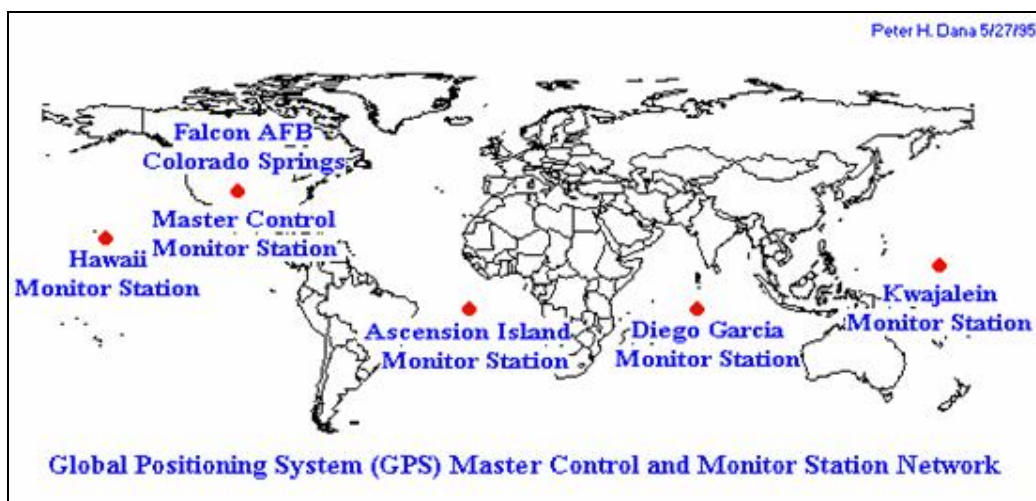 Peter H. Dana 5/27/95
Falcon AFB
Colorado Springs
Master Control
Monitor Station
Hawaii
Monitor Station
Ascension Island
Monitor Station
Diego Garcia
Monitor Station
Kwajalein
Monitor Station
Global Positioning System (GPS) Master Control and Monitor Station Network